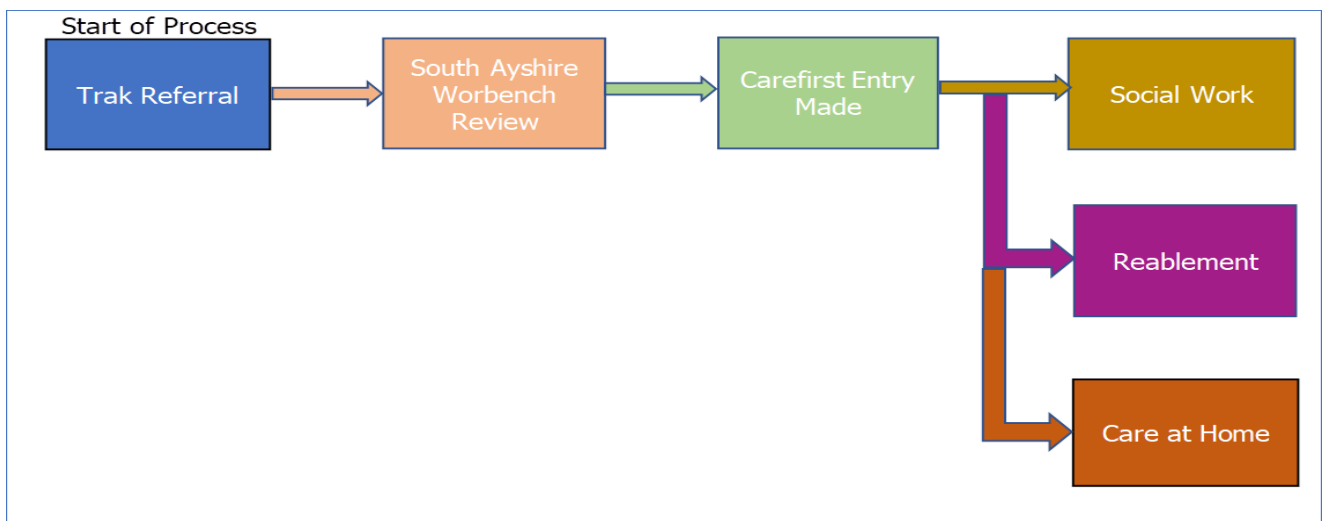 Start of Process
Trak Referral
South Ayshire
Worbench
Review
Carefirst Entry
Made
Social Work
Reablement
Care at Home